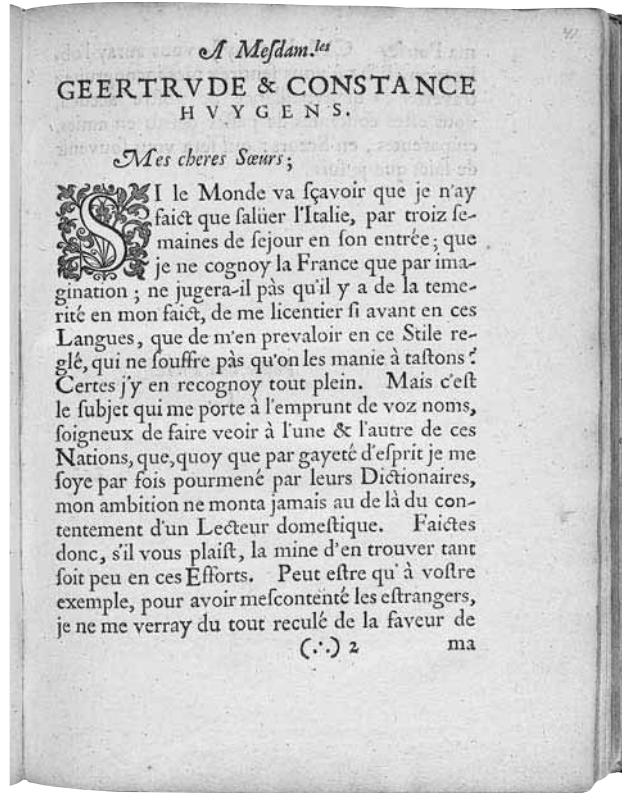 A Meſdam.les
GEERTRVDE & CONSTANCE
HVYGENS.
Mes cheres Sœurs;
SI le Monde va ſçavoir que je n'ay
faict que ſalüer l'Italie, par troiz ſe-
maines de ſejour en ſon entrée; que
je ne cognoy la France que par ima-
gination; ne jugera-il pàs qu'il y a de la teme-
rité en mon faict, de me licentier ſi avant en ces
Langues, que de m'en prevaloir en ce Stile re-
glé, qui ne ſouffre pàs qu'on les manie à taſtons?
Certes j'y en recognoy tout plein. Mais c'eſt
le ſubjet qui me porte à l'emprunt de voz noms,
ſoigneux de faire veoir à l'une & l'autre de ces
Nations, que, quoy que par gayeté d'eſprit je me
ſoye par fois pourmené par leurs Dictionaires,
mon ambition ne monta jamais au de là du con-
tentement d'un Lecteur domeſtique. Faictes
donc, s'il vous plaiſt, la mine d'en trouver tant
ſoit peu en ces Efforts. Peut eſtre qu'à voſtre
exemple, pour avoir meſcontenté les eſtrangers,
je ne me verray du tout reculé de la faveur de
(.·.) 2 ma